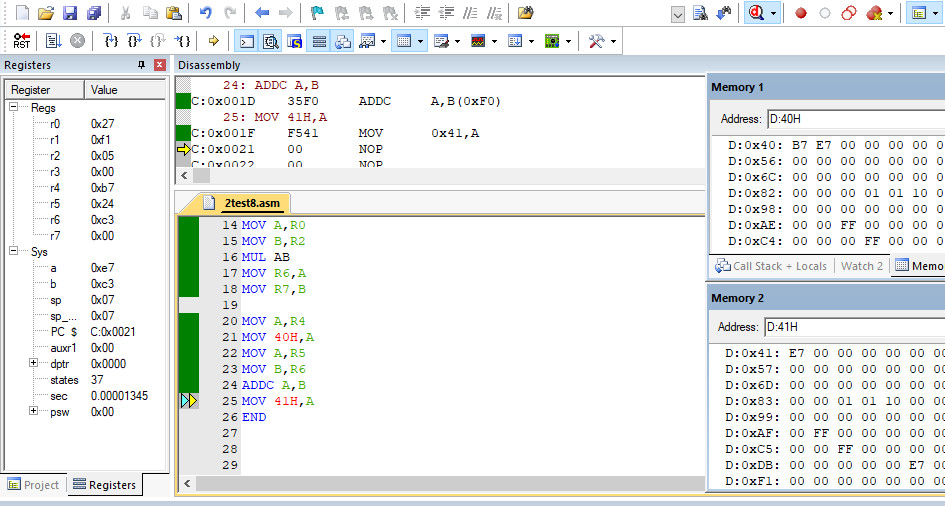 RST
Registers
Register Value
Regs
r0 0x27
r1 0xf1
r2 0x05
r3 0x00
r4 0xb7
r5 0x24
r6 0xc3
r7 0x00
Sys
a 0xe7
b 0xc3
sp 0x07
sp_... 0x07
PC $ C:0x0021
auxr1 0x00
dptr 0x0000
states 37
sec 0.00001345
psw 0x00
Project Registers
Disassembly
24: ADDC A,B
C:0x001D 35F0 ADDC A,B(0xF0)
25: MOV 41H,A
C:0x001F F541 MOV 0x41,A
C:0x0021 00 NOP
C:0x0022 00 NOP
2test8.asm
14 MOV A,R0
15 MOV B,R2
16 MUL AB
17 MOV R6,A
18 MOV R7,B
19
20 MOV A,R4
21 MOV 40H,A
22 MOV A,R5
23 MOV B,R6
24 ADDC A,B
25 MOV 41H,A
26 END
27
28
29
Memory 1
Address: D:40H
D:0x40: B7 E7 00 00 00 00 0
D:0x56: 00 00 00 00 00 00 0
D:0x6C: 00 00 00 00 00 00 0
D:0x82: 00 00 00 01 01 10 0
D:0x98: 00 00 00 00 00 00 0
D:0xAE: 00 00 FF 00 00 00 0
D:0xC4: 00 00 00 FF 00 00 0
Call Stack + Locals Watch 2 Memo
Memory 2
Address: D:41H
D:0x41: E7 00 00 00 00 00 00
D:0x57: 00 00 00 00 00 00 00
D:0x6D: 00 00 00 00 00 00 00
D:0x83: 00 00 01 01 10 00 00
D:0x99: 00 00 00 00 00 00 00
D:0xAF: 00 FF 00 00 00 00 00
D:0xC5: 00 00 FF 00 00 00 00
D:0xDB: 00 00 00 00 00 E7 00
D:0xF1: 00 00 00 00 00 00 00